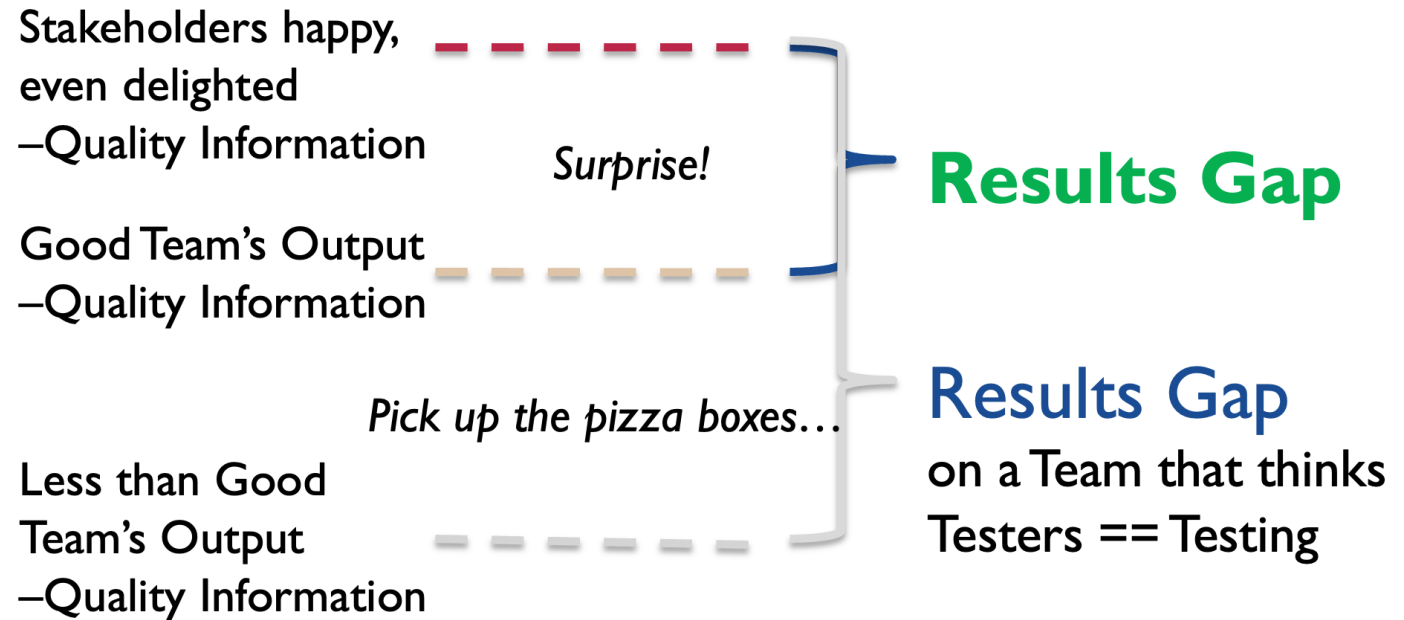 Stakeholders happy,
even delighted
–Quality Information
Surprise!
Results Gap
Good Team’s Output
–Quality Information
Pick up the pizza boxes…
Results Gap
on a Team that thinks
Testers == Testing
Less than Good
Team’s Output
–Quality Information